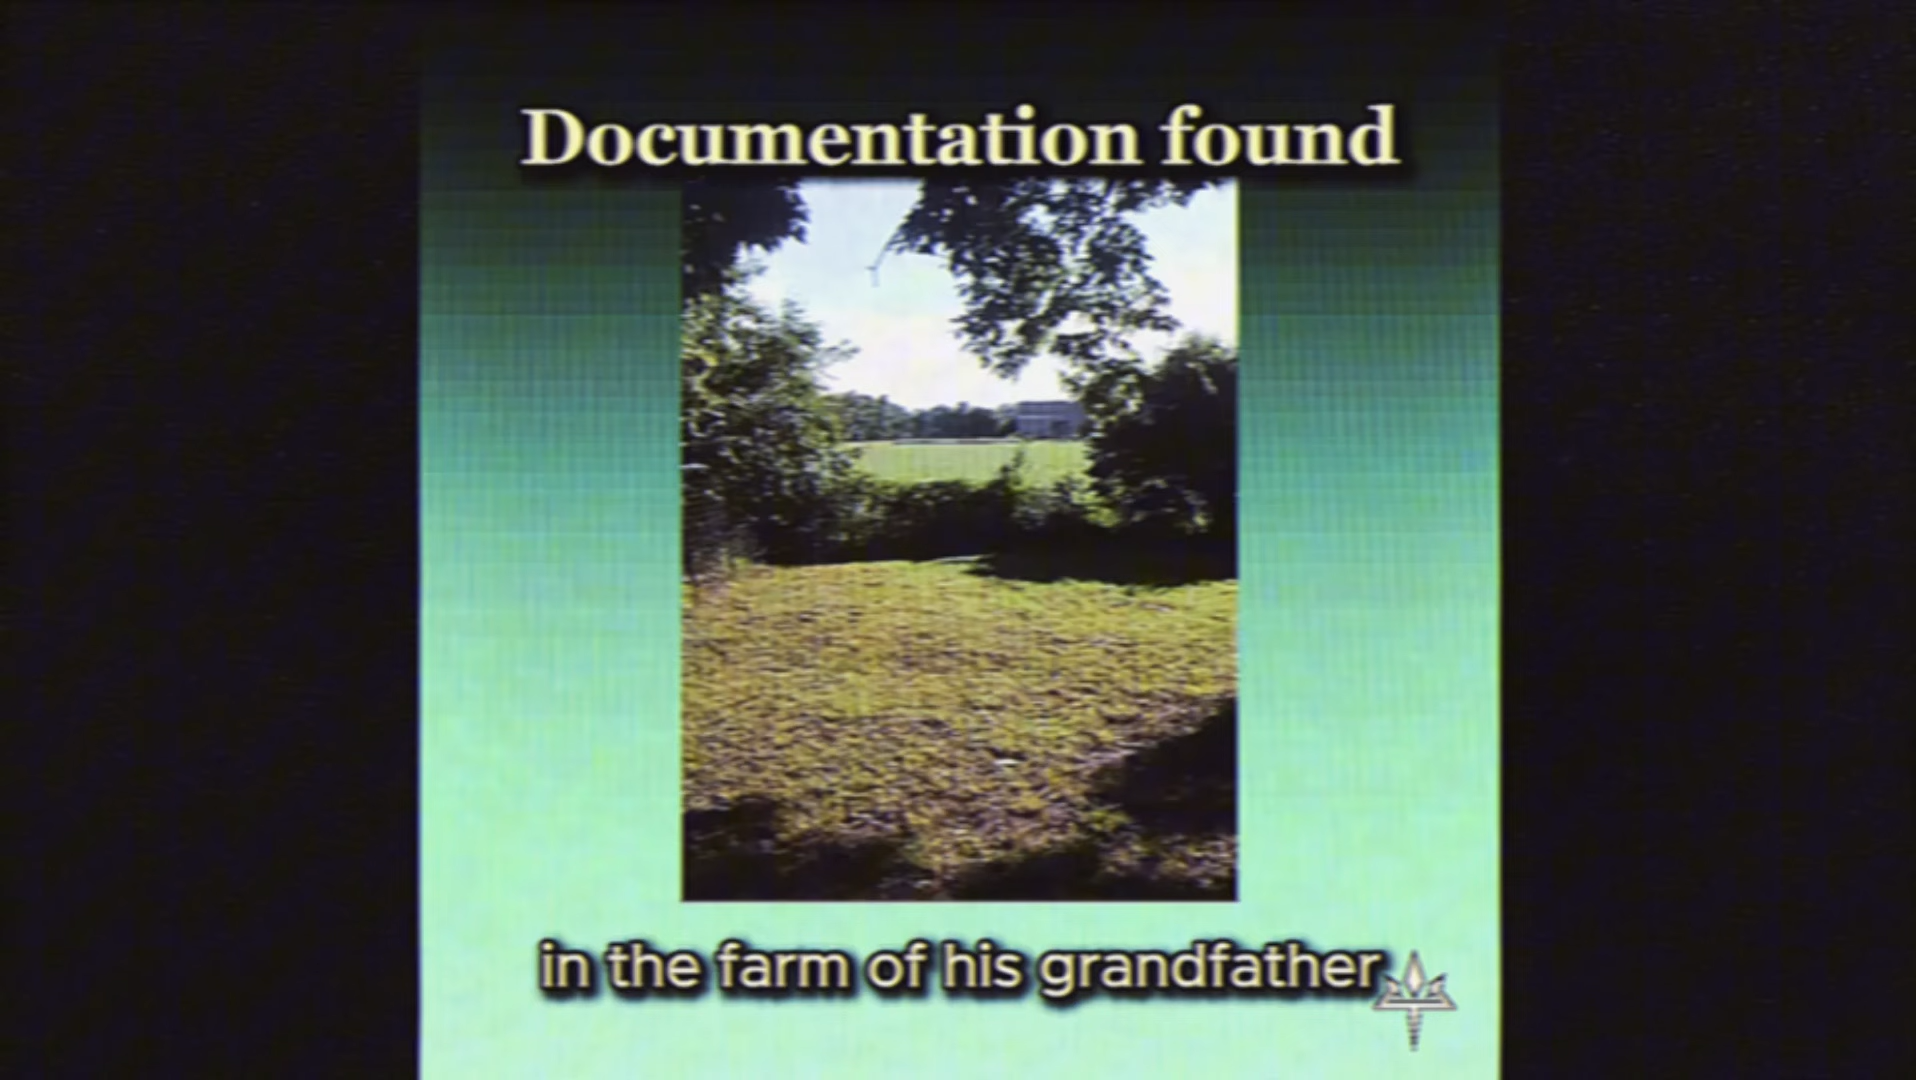 Documentation found
in the farm of his grandfather